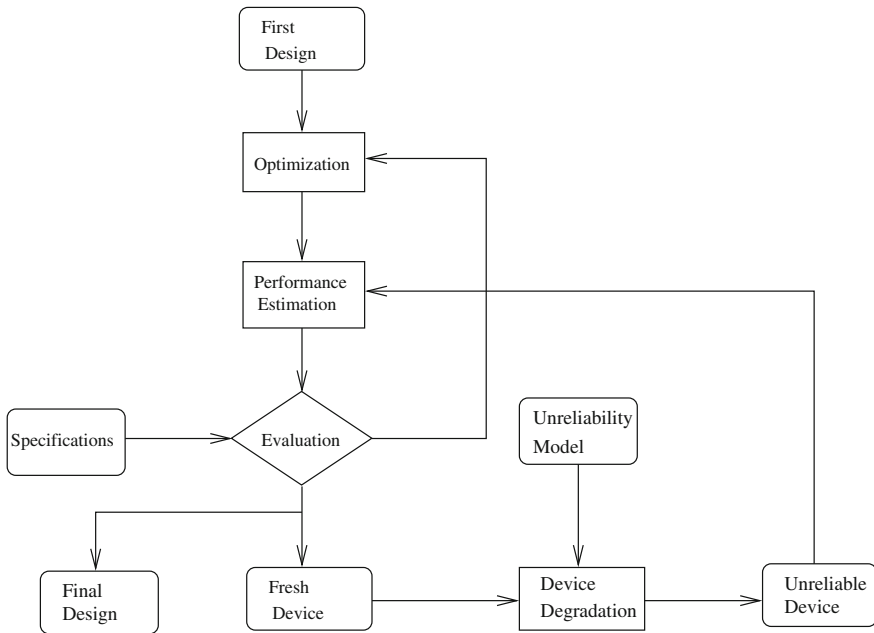 First
Design
Optimization
Performance
Estimation
Specifications
Evaluation
Unreliability
Model
Final
Design
Fresh
Device
Device
Degradation
Unreliable
Device